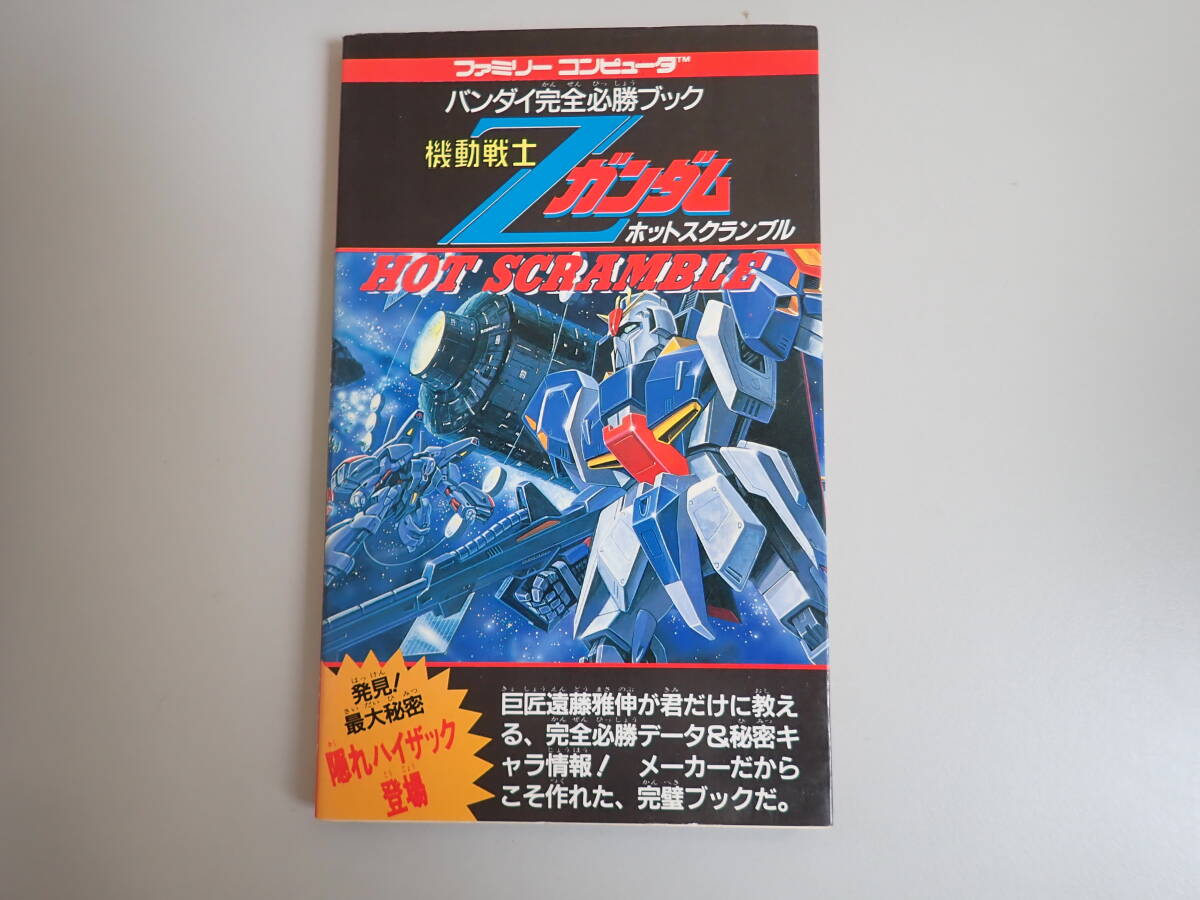 ファミリーコンピュータ™
バンダイ完全必勝ブック
機動戦士
Zガンダム
ホットスクランブル
HOT SCRAMBLE
発見!
最大秘密
隠れハイザック
登場
巨匠遠藤雅伸が君だけに教え
る、完全必勝データ&秘密キ
ャラ情報! メーカーだから
こそ作れた、完璧ブックだ。